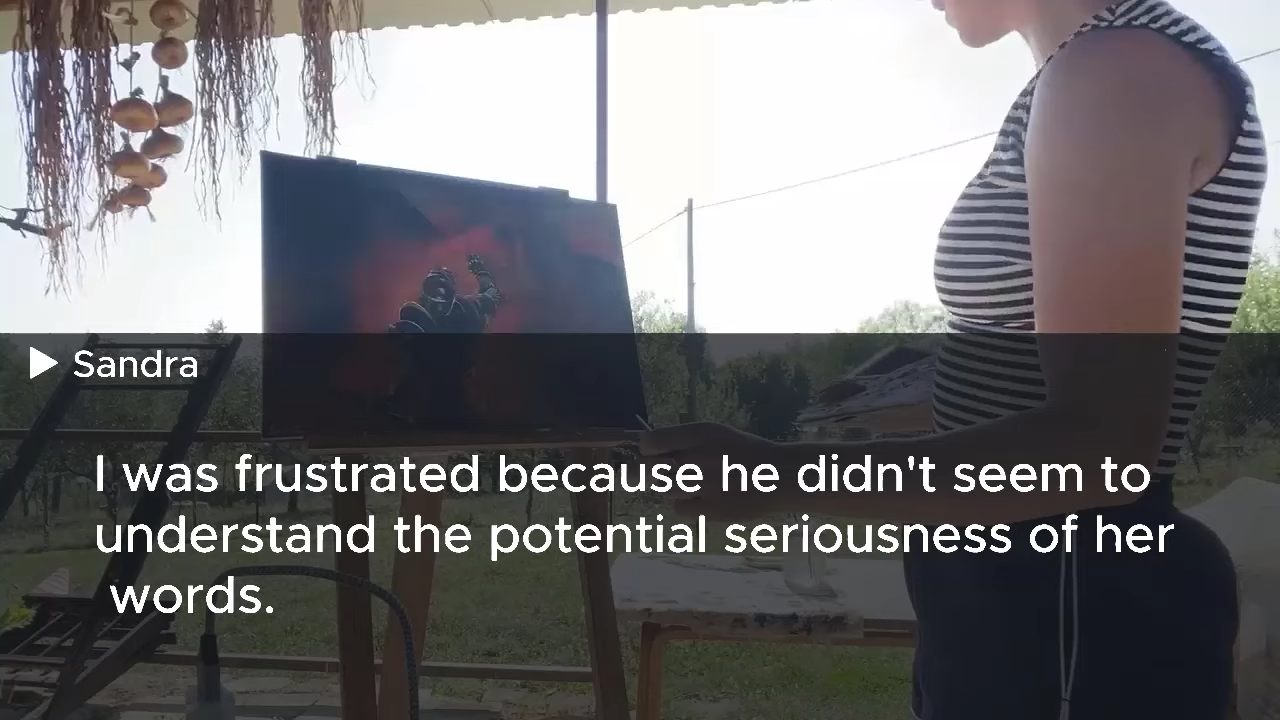 Sandra
I was frustrated because he didn't seem to
understand the potential seriousness of her
words.